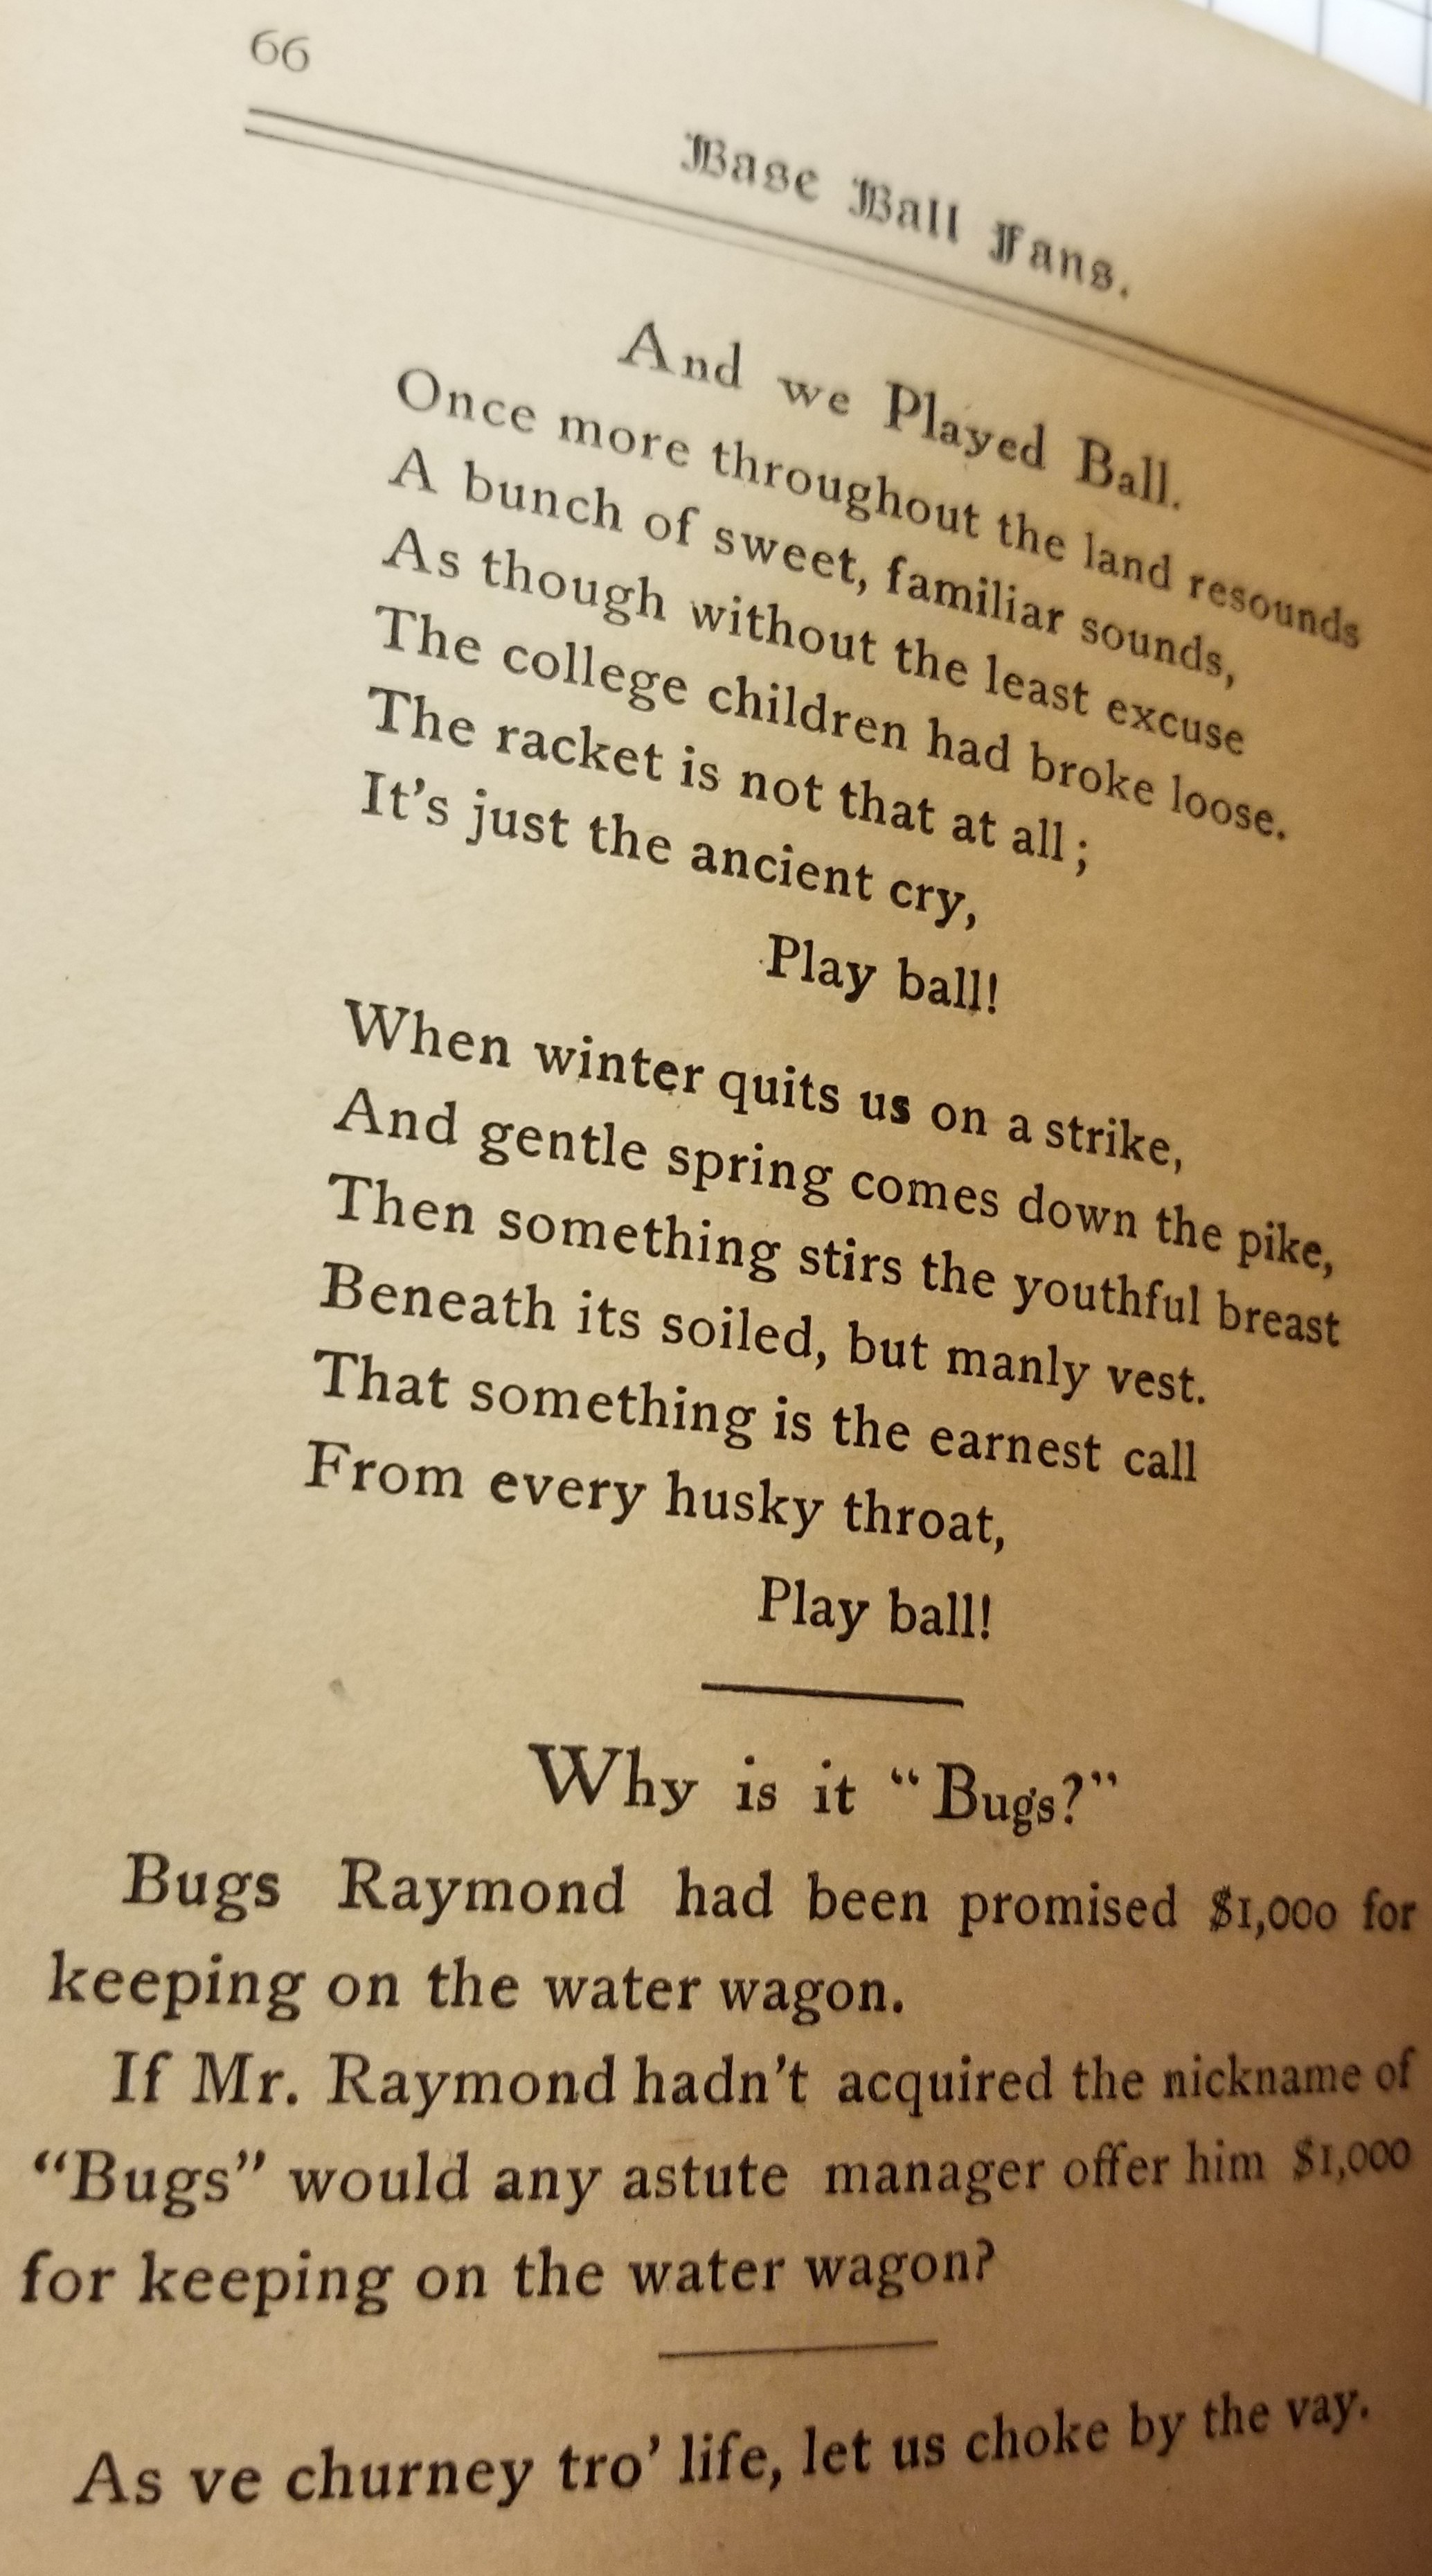 66
Base Ball Fans.
And we Played Ball.
Once more throughout the land resounds
A bunch of sweet, familiar sounds,
As though without the least excuse
The college children had broke loose.
The racket is not that at all;
It's just the ancient cry,
Play ball!
When winter quits us on a strike,
And gentle spring comes down the pike,
Then something stirs the youthful breast
Beneath its soiled, but manly vest.
That something is the earnest call
From every husky throat,
Play ball!
Why is it “Bugs?”
Bugs Raymond had been promised $1,000 for
keeping on the water wagon.
If Mr. Raymond hadn't acquired the nickname of
“Bugs” would any astute manager offer him $1,000
for keeping on the water wagon?
As ve churney tro' life, let us choke by the vay.